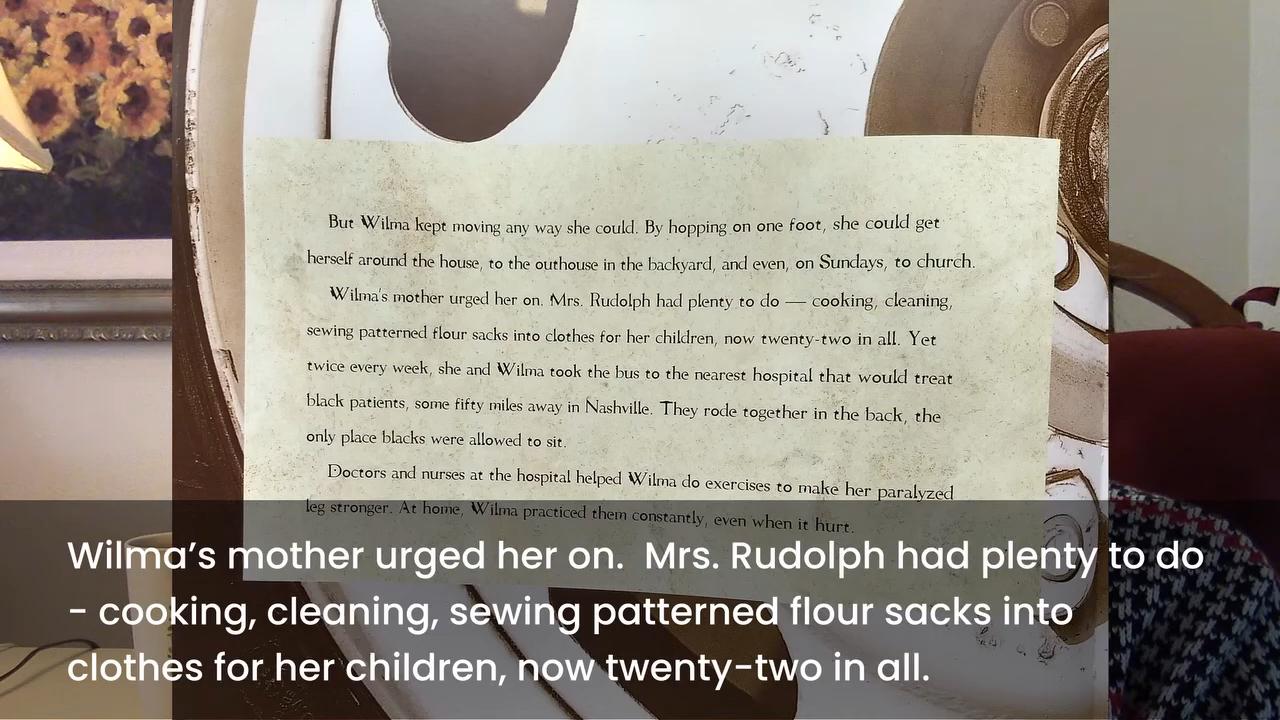 But Wilma kept moving any way she could. By hopping on one foot, she could get
herself around the house, to the outhouse in the backyard, and even, on Sundays, to church.
Wilma's mother urged her on. Mrs. Rudolph had plenty to do — cooking, cleaning,
sewing patterned flour sacks into clothes for her children, now twenty-two in all. Yet
twice every week, she and Wilma took the bus to the nearest hospital that would treat
black patients, some fifty miles away in Nashville. They rode together in the back, the
only place blacks were allowed to sit.
Doctors and nurses at the hospital helped Wilma do exercises to make her paralyzed
leg stronger. At home, Wilma practiced them constantly, even when it hurt.
Wilma’s mother urged her on.  Mrs. Rudolph had plenty to do
– cooking, cleaning, sewing patterned flour sacks into
clothes for her children, now twenty-two in all.